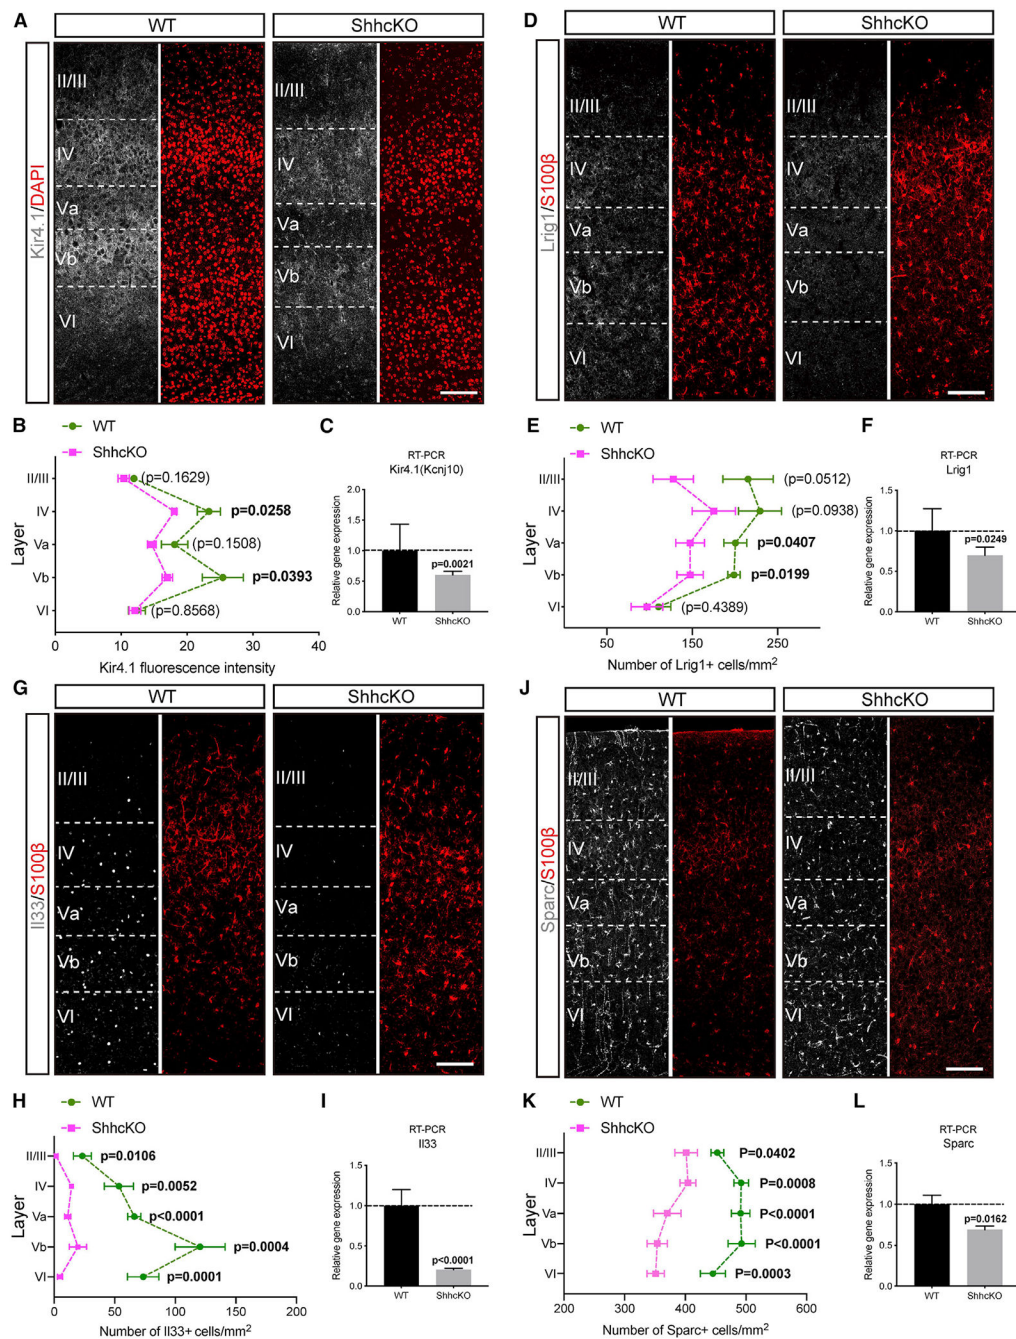 A
WT
ShhcKO
Kir4.1/DAPI
II/III
IV
Va
Vb
VI
II/III
IV
Va
Vb
VI
D
WT
ShhcKO
Lrig1/S100β
II/III
IV
Va
Vb
VI
II/III
IV
Va
Vb
VI
B
WT
ShhcKO
Layer
II/III
(p=0.1629)
IV
p=0.0258
Va
(p=0.1508)
Vb
p=0.0393
VI
(p=0.8568)
0 10 20 30 40
Kir4.1 fluorescence intensity
C
RT-PCR
Kir4.1(Kcnj10)
Relative gene expression
1.5
1.0
0.5
0.0
p=0.0021
WT ShhcKO
E
WT
ShhcKO
Layer
II/III
(p=0.0512)
IV
(p=0.0938)
Va
p=0.0407
Vb
p=0.0199
VI
(p=0.4389)
50 150 250
Number of Lrig1+ cells/mm2
F
RT-PCR
Lrig1
Relative gene expression
1.5
1.0
0.5
0.0
p=0.0249
WT ShhcKO
G
WT
ShhcKO
Il33/S100β
II/III
IV
Va
Vb
VI
II/III
IV
Va
Vb
VI
J
WT
ShhcKO
Sparc/S100β
II/III
IV
Va
Vb
VI
II/III
IV
Va
Vb
VI
H
WT
ShhcKO
Layer
II/III
p=0.0106
IV
p=0.0052
Va
p<0.0001
Vb
p=0.0004
VI
p=0.0001
0 50 100 150 200
Number of Il33+ cells/mm2
I
RT-PCR
Il33
Relative gene expression
1.5
1.0
0.5
0.0
p<0.0001
WT ShhcKO
K
WT
ShhcKO
Layer
II/III
P=0.0402
IV
P=0.0008
Va
P<0.0001
Vb
P<0.0001
VI
P=0.0003
200 300 400 500 600
Number of Sparc+ cells/mm2
L
RT-PCR
Sparc
Relative gene expression
1.5
1.0
0.5
0.0
p=0.0162
WT ShhcKO